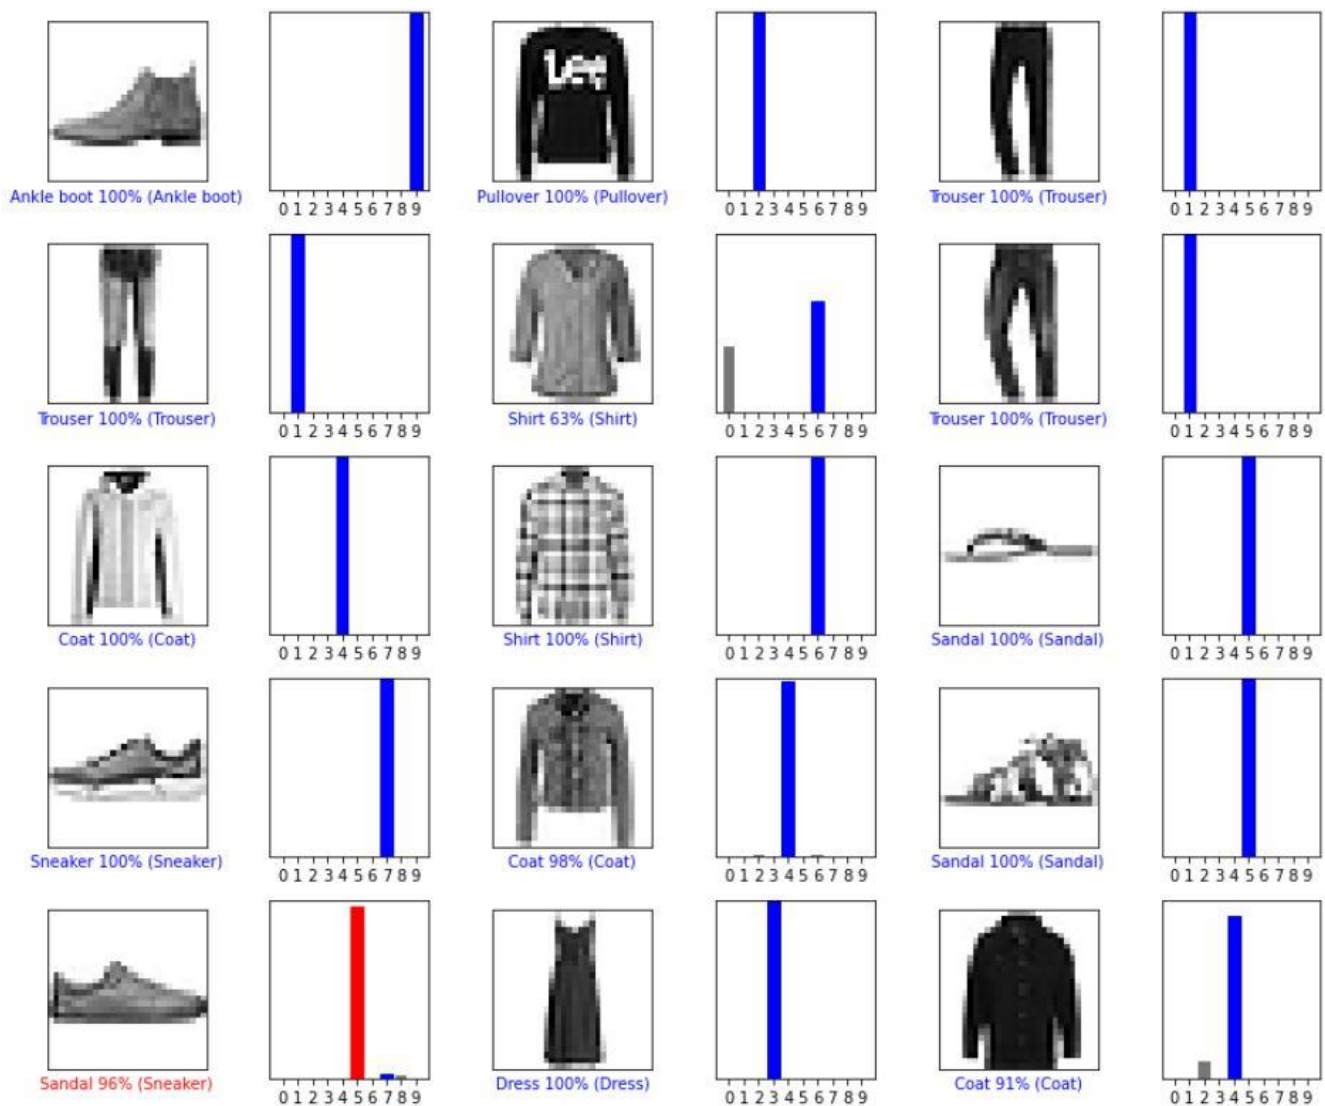 Lee
Ankle boot 100% (Ankle boot)
0 1 2 3 4 5 6 7 8 9
Pullover 100% (Pullover)
0 1 2 3 4 5 6 7 8 9
Trouser 100% (Trouser)
0 1 2 3 4 5 6 7 8 9
Trouser 100% (Trouser)
0 1 2 3 4 5 6 7 8 9
Shirt 63% (Shirt)
0 1 2 3 4 5 6 7 8 9
Trouser 100% (Trouser)
0 1 2 3 4 5 6 7 8 9
Coat 100% (Coat)
0 1 2 3 4 5 6 7 8 9
Shirt 100% (Shirt)
0 1 2 3 4 5 6 7 8 9
Sandal 100% (Sandal)
0 1 2 3 4 5 6 7 8 9
Sneaker 100% (Sneaker)
0 1 2 3 4 5 6 7 8 9
Coat 98% (Coat)
0 1 2 3 4 5 6 7 8 9
Sandal 100% (Sandal)
0 1 2 3 4 5 6 7 8 9
Sandal 96% (Sneaker)
0 1 2 3 4 5 6 7 8 9
Dress 100% (Dress)
0 1 2 3 4 5 6 7 8 9
Coat 91% (Coat)
0 1 2 3 4 5 6 7 8 9